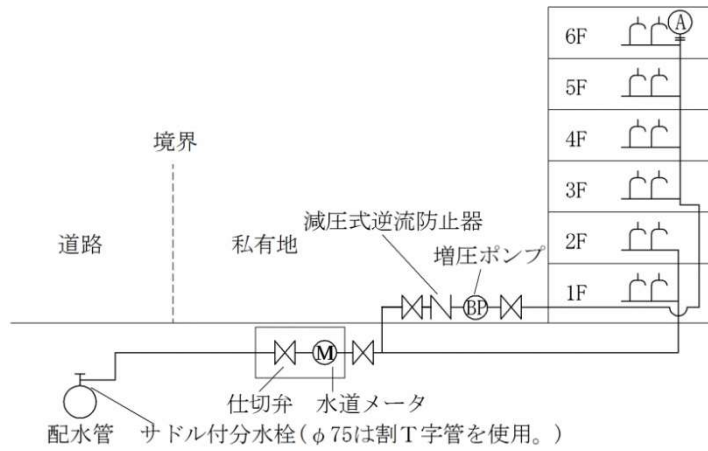 6F
A
5F
4F
境界
3F
減圧式逆流防止器
道路
私有地
増圧ポンプ
2F
BP
1F
M
仕切弁
水道メータ
配水管
サドル付分水栓(φ75は割T字管を使用。)